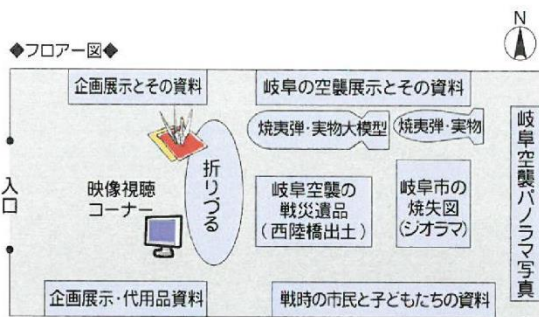 N
◆フロアー図◆
企画展示とその資料
岐阜の空襲展示とその資料
焼夷弾・実物大模型
焼夷弾・実物
岐阜空襲パノラマ写真
入口
映像視聴
コーナー
折りづる
岐阜空襲の
戦災遺品
(西陸橋出土)
岐阜市の
焼失図
(ジオラマ)
企画展示・代用品資料
戦時の市民と子どもたちの資料